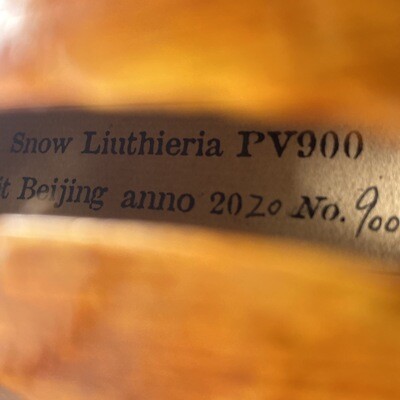 Snow Liuthieria PV900
Beijing anno 2020 No. 900